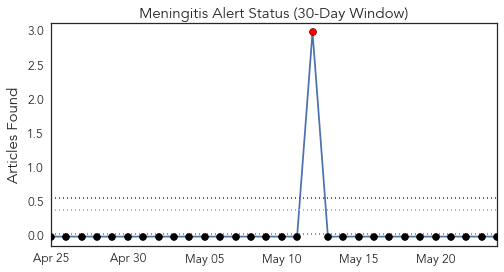 Meningitis Alert Status (30-Day Window)
3.0
2.5
2.0
1.5
1.0
0.5
0.0
Articles Found
Apr 25 Apr 30 May 05 May 10 May 15 May 20